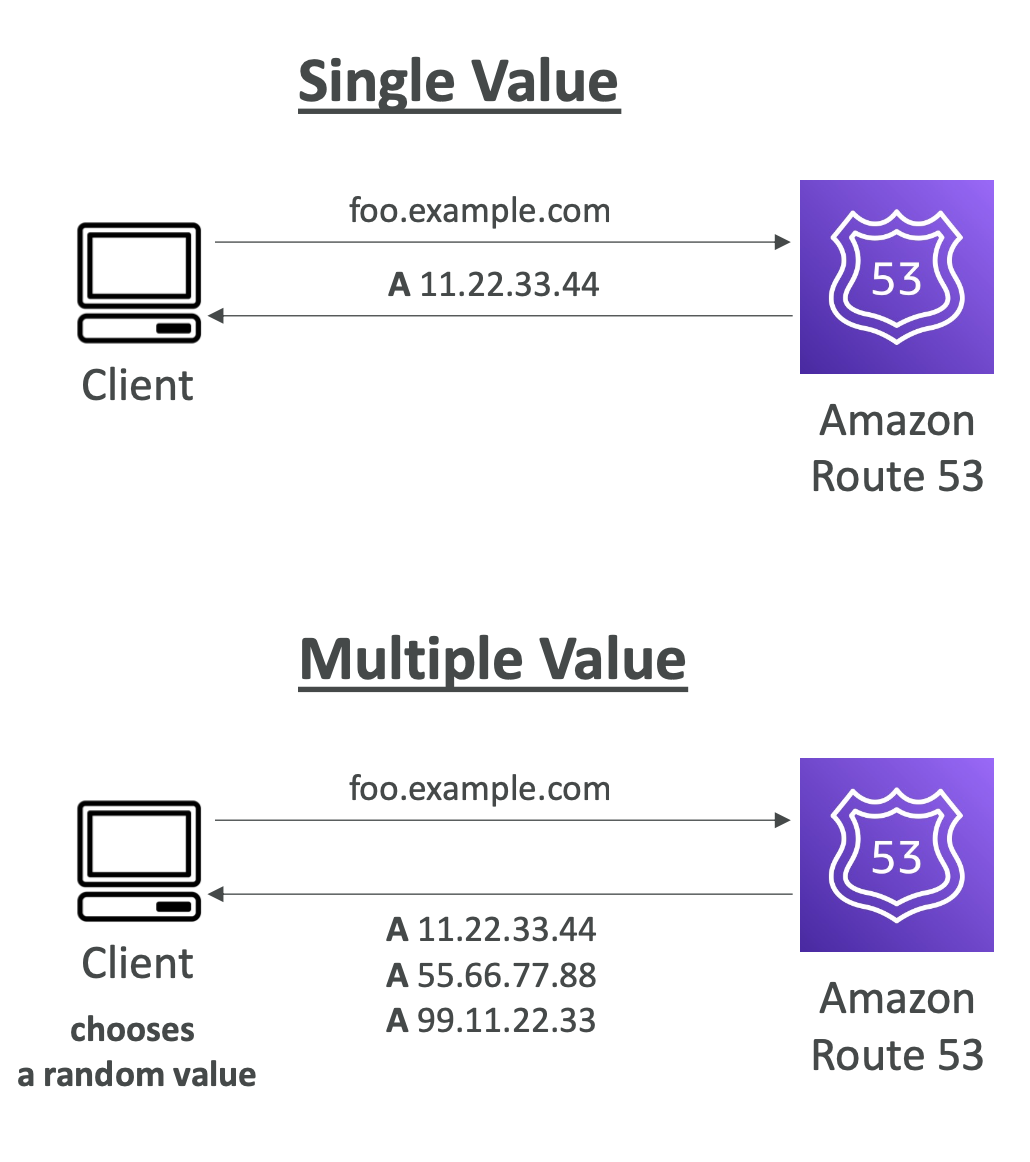 Single Value
foo.example.com
A 11.22.33.44
53
Client
Amazon
Route 53
Multiple Value
foo.example.com
53
A 11.22.33.44
A 55.66.77.88
A 99.11.22.33
Client
chooses
a random value
Amazon
Route 53